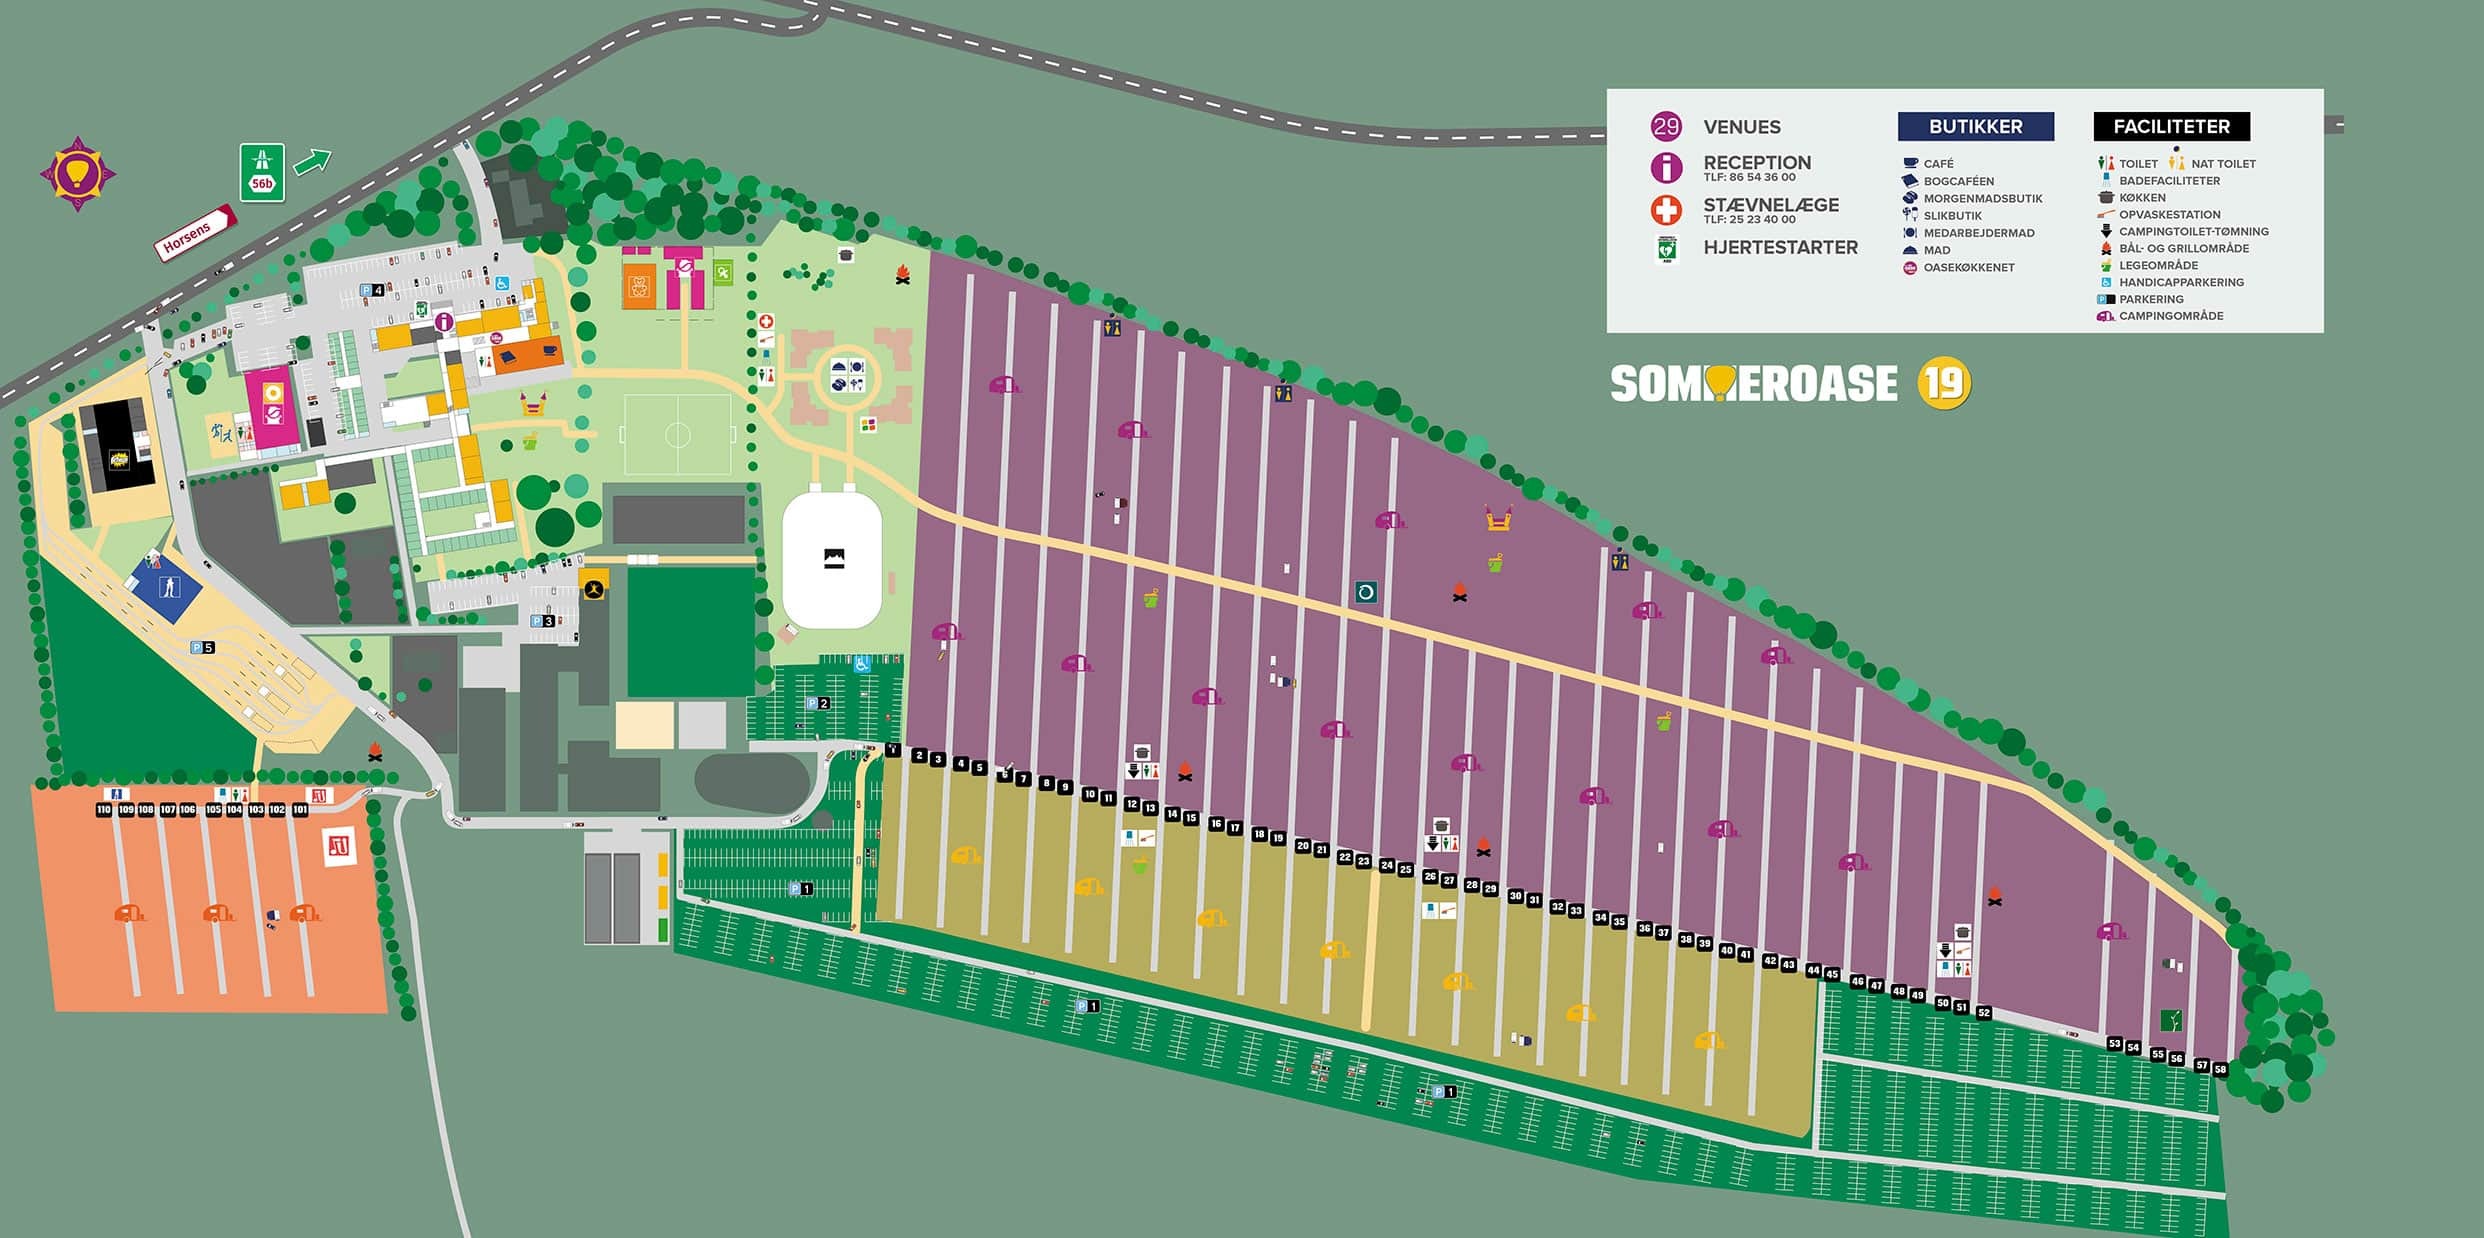 29 VENUES
i RECEPTION
TLF: 86 54 36 00
STÆVNELÆGE
TLF: 25 23 40 00
HJERTESTARTER
BUTIKKER
CAFÉ
BOGCAFÉEN
MORGENMADSBUTIK
SLIKBUTIK
MEDARBEJDERMAD
MAD
OASEKØKKENET
FACILITETER
TOILET NAT TOILET
BADEFACILITETER
KØKKEN
OPVASKESTATION
CAMPINGTOILET-TØMNING
BÅL- OG GRILLOMRÅDE
LEGEOMRÅDE
HANDICAPPARKERING
P PARKERING
CAMPINGOMRÅDE
SOMMEROASE 19
N
W E
S
56b
Horsens
P 4
i
P 3
P 5
P 2
P 1
P 1
P 1
1 2 3 4 5 6 7 8 9 10 11 12 13 14 15 16 17 18 19 20 21 22 23 24 25 26 27 28 29 30 31 32 33 34 35 36 37 38 39 40 41 42 43 44 45 46 47 48 49 50 51 52 53 54 55 56 57 58
110 109 108 107 106 105 104 103 102 101